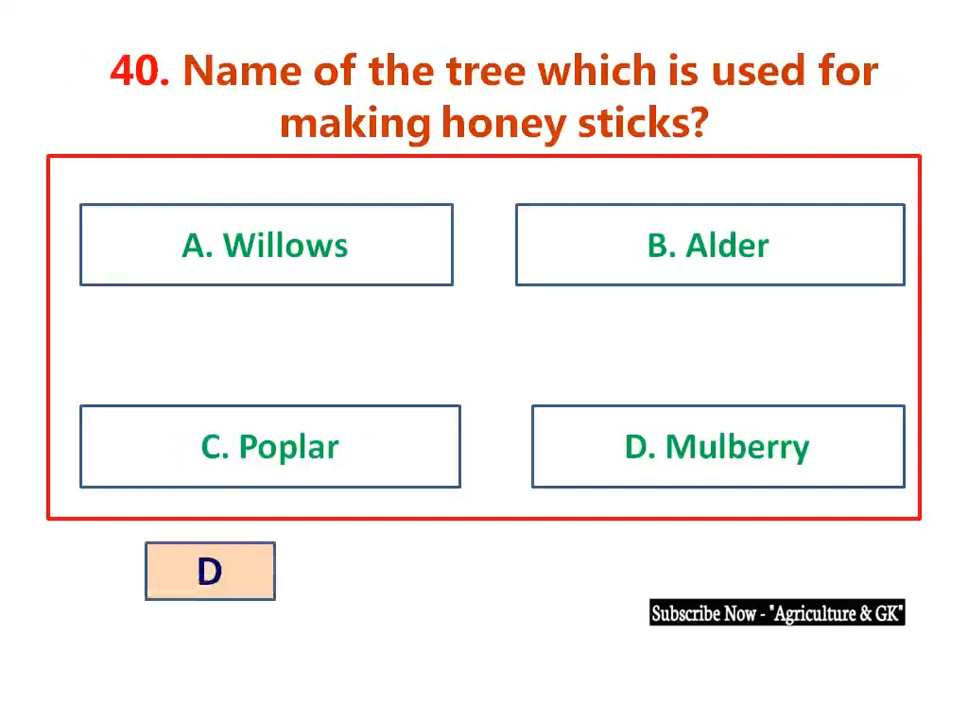 40. Name of the tree which is used for
making honey sticks?
A. Willows
B. Alder
C. Poplar
D. Mulberry
D
Subscribe Now - "Agriculture & GK"